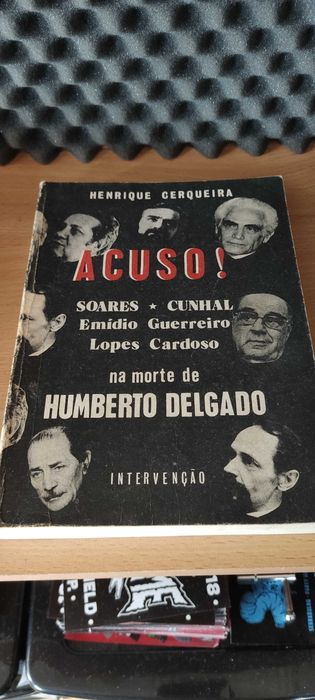 HENRIQUE CERQUEIRA
ACUSO!
SOARES ★ CUNHAL
Emídio Guerreiro
Lopes Cardoso
na morte de
HUMBERTO DELGADO
INTERVENÇÃO